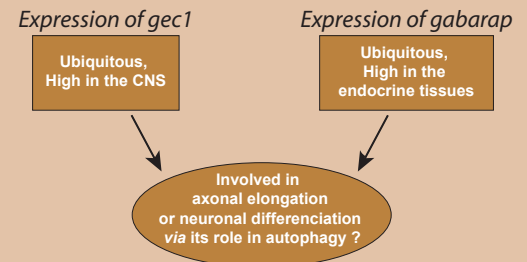 Expression of gec1
Expression of gabarap
Ubiquitous,
High in the CNS
Ubiquitous,
High in the
endocrine tissues
Involved in
axonal elongation
or neuronal differenciation
via its role in autophagy ?